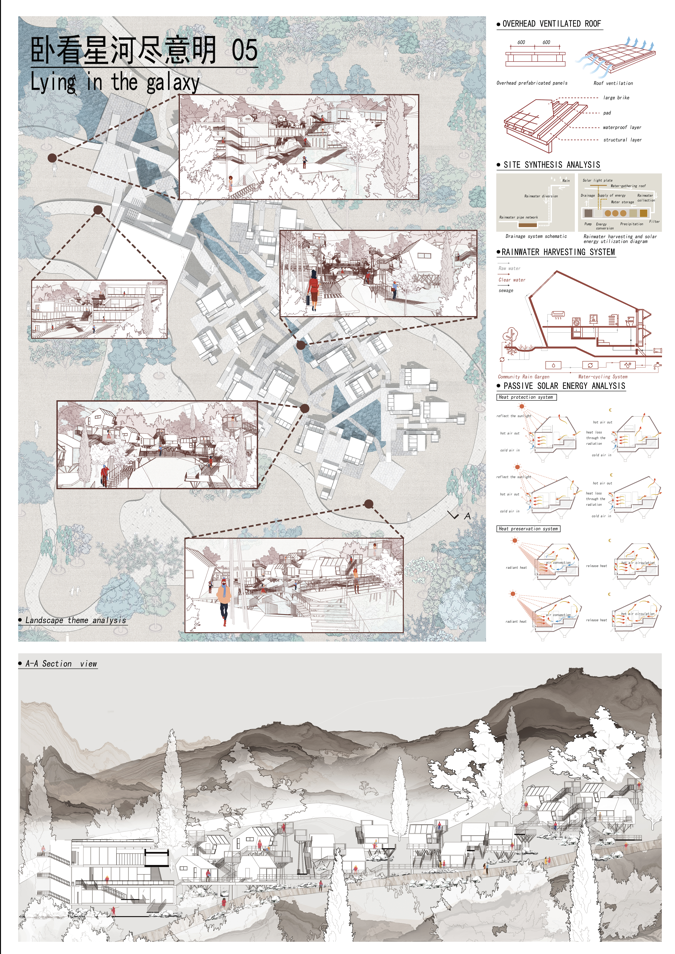 卧看星河尽意明 05
Lying in the galaxy
Landscape theme analysis
A
OVERHEAD VENTILATED ROOF
600 600
Overhead prefabricated panels
Roof ventilation
large brike
pad
waterproof layer
structural layer
SITE SYNTHESIS ANALYSIS
Rain
Rainwater diversion
Rainwater pipe network
Drainage system schematic
Solar light plate
Water-gathering roof
Drainage
Supply of energy
Rainwater collection
Water storage
Pump
Energy conversion
Precipitation
Filter
Rainwater harvesting and solar
energy utilization diagram
RAINWATER HARVESTING SYSTEM
Raw water
Clear water
sewage
Community Rain Gargen
Water-cycling System
PASSIVE SOLAR ENERGY ANALYSIS
Heat protection system
reflect the sunlight
hot air out
cold air in
hot air out
heat loss
through the
radiation
cold air in
reflect the sunlight
hot air out
cold air in
hot air out
heat loss
through the
radiation
cold air in
Heat preservation system
radiant heat
release heat
radiant heat
release heat
A-A Section view